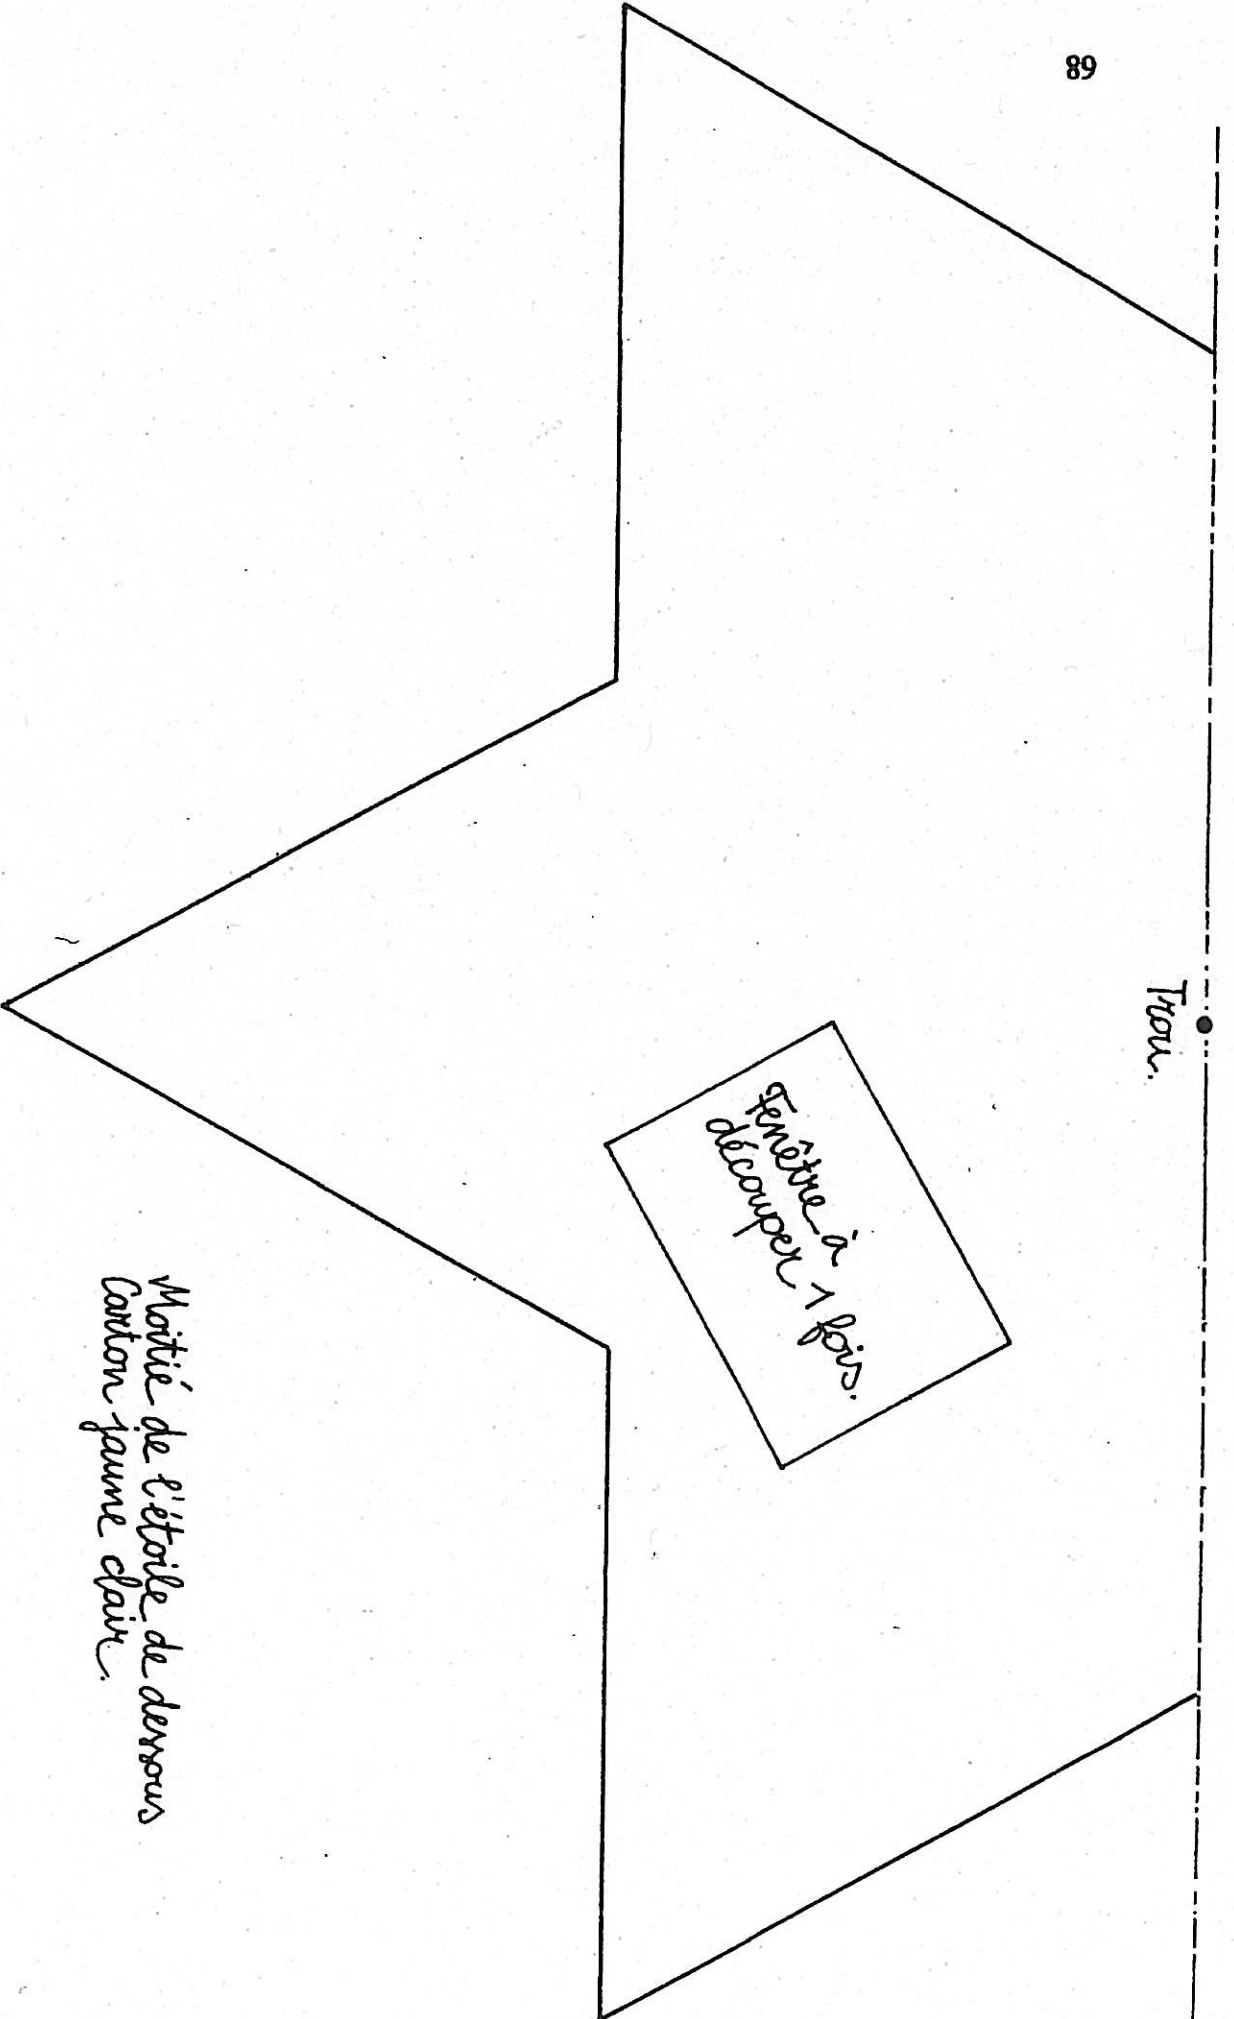 89
Trou.
Fenêtre à
découper 1 fois.
Moitié de l'étoile de dessous
Carton jaune clair.